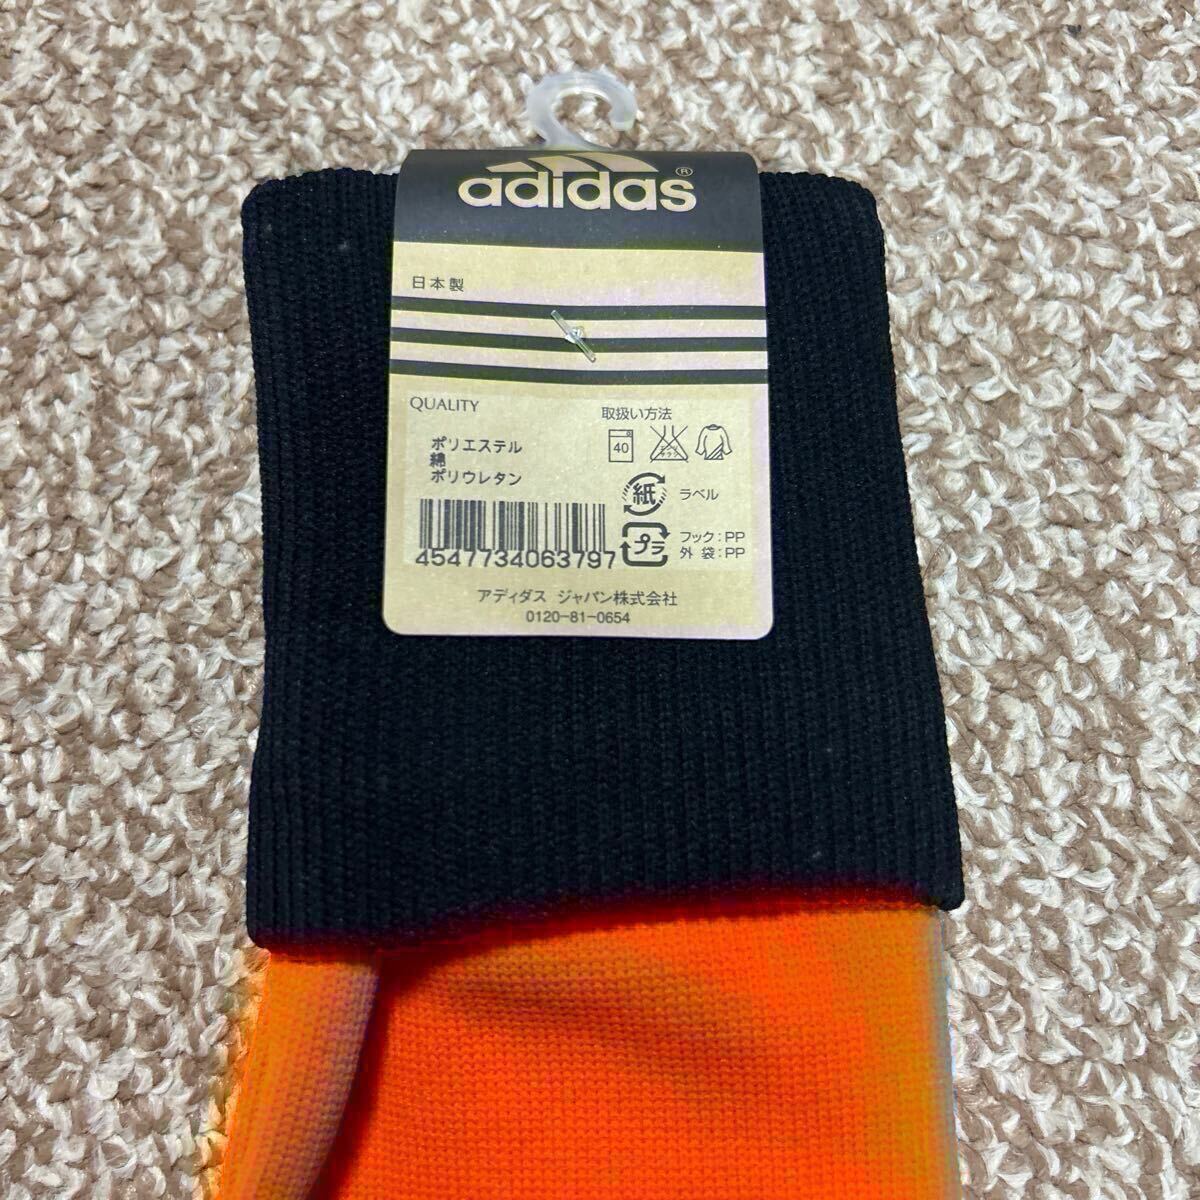 adidas®
日本製
QUALITY
ポリエステル
綿
ポリウレタン
取扱い方法
40
紙
ラベル
プラ
フック:PP
外袋:PP
4547734063797
アディダス ジャパン株式会社
0120-81-0654